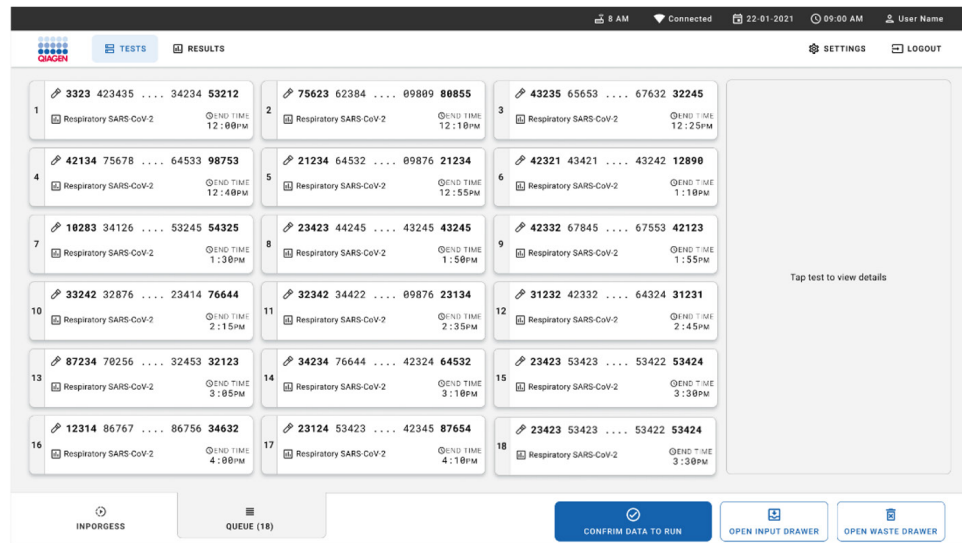 8 AM Connected 22-01-2021 09:00 AM User Name
QIAGEN TESTS RESULTS SETTINGS LOGOUT
1 3323 423435 .... 34234 53212
Respiratory SARS-CoV-2 END TIME 12:00PM
2 75623 62384 .... 09809 80855
Respiratory SARS-CoV-2 END TIME 12:10PM
3 43235 65653 .... 67632 32245
Respiratory SARS-CoV-2 END TIME 12:25PM
4 42134 75678 .... 64533 98753
Respiratory SARS-CoV-2 END TIME 12:40PM
5 21234 64532 .... 09876 21234
Respiratory SARS-CoV-2 END TIME 12:55PM
6 42321 43421 .... 43242 12890
Respiratory SARS-CoV-2 END TIME 1:10PM
7 10283 34126 .... 53245 54325
Respiratory SARS-CoV-2 END TIME 1:30PM
8 23423 44245 .... 43245 43245
Respiratory SARS-CoV-2 END TIME 1:50PM
9 42332 67845 .... 67553 42123
Respiratory SARS-CoV-2 END TIME 1:55PM
10 33242 32876 .... 23414 76644
Respiratory SARS-CoV-2 END TIME 2:15PM
11 32342 34422 .... 09876 23134
Respiratory SARS-CoV-2 END TIME 2:35PM
12 31232 42332 .... 64324 31231
Respiratory SARS-CoV-2 END TIME 2:45PM
13 87234 70256 .... 32453 32123
Respiratory SARS-CoV-2 END TIME 3:05PM
14 34234 76644 .... 42324 64532
Respiratory SARS-CoV-2 END TIME 3:10PM
15 23423 53423 .... 53422 53424
Respiratory SARS-CoV-2 END TIME 3:30PM
16 12314 86767 .... 86756 34632
Respiratory SARS-CoV-2 END TIME 4:00PM
17 23124 53423 .... 42345 87654
Respiratory SARS-CoV-2 END TIME 4:10PM
18 23423 53423 .... 53422 53424
Respiratory SARS-CoV-2 END TIME 3:30PM
Tap test to view details
INPORGESS QUEUE (18) CONFRIM DATA TO RUN OPEN INPUT DRAWER OPEN WASTE DRAWER